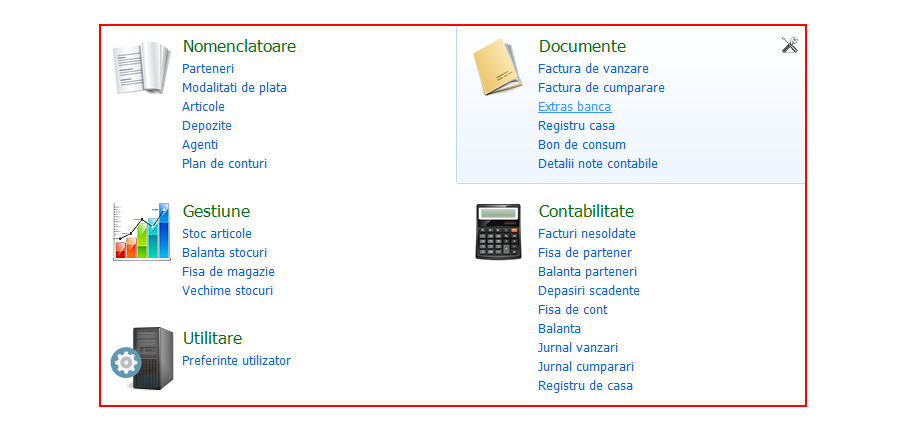 Nomenclatoare
Parteneri
Modalitati de plata
Articole
Depozite
Agenti
Plan de conturi
Documente
Factura de vanzare
Factura de cumparare
Extras banca
Registru casa
Bon de consum
Detalii note contabile
Gestiune
Stoc articole
Balanta stocuri
Fisa de magazie
Vechime stocuri
Contabilitate
Facturi nesoldate
Fisa de partener
Balanta parteneri
Depasiri scadente
Fisa de cont
Balanta
Jurnal vanzari
Jurnal cumparari
Registru de casa
Utilitare
Preferinte utilizator